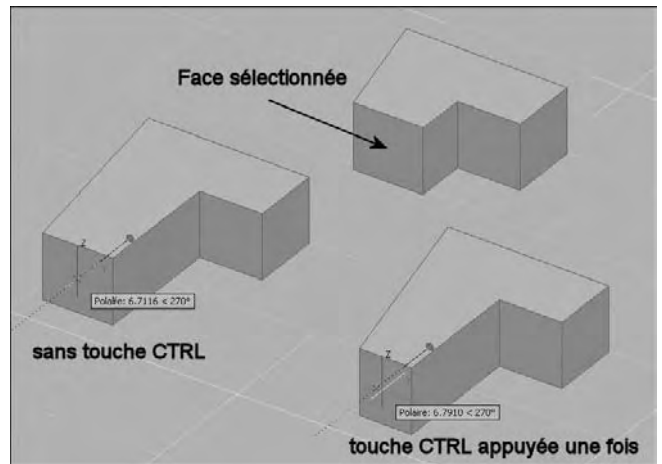 Face sélectionnée
Z
Polaire: 6.7116 < 270°
sans touche CTRL
Z
Polaire: 6.7910 < 270°
touche CTRL appuyée une fois